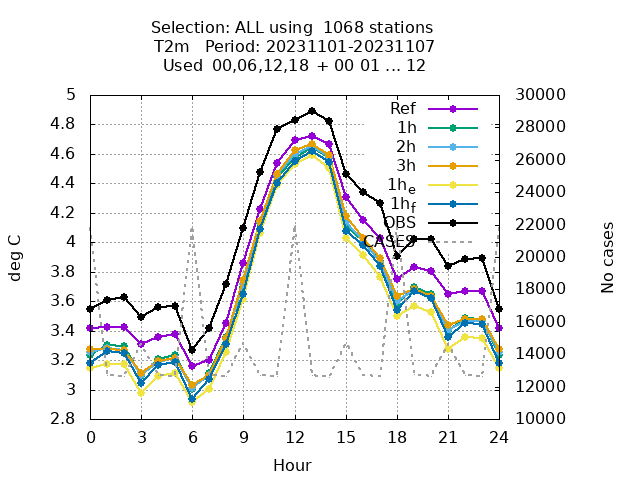 Selection: ALL using  1068 stations
T2m   Period: 20231101-20231107
Used  00,06,12,18  + 00 01 ... 12
5
4.8
4.6
4.4
4.2
4
3.8
3.6
3.4
3.2
3
2.8
30000
28000
26000
24000
22000
20000
18000
16000
14000
12000
10000
deg C
No cases
Ref
1h
2h
3h
1he
1hf
OBS
CASES
0 3 6 9 12 15 18 21 24
Hour